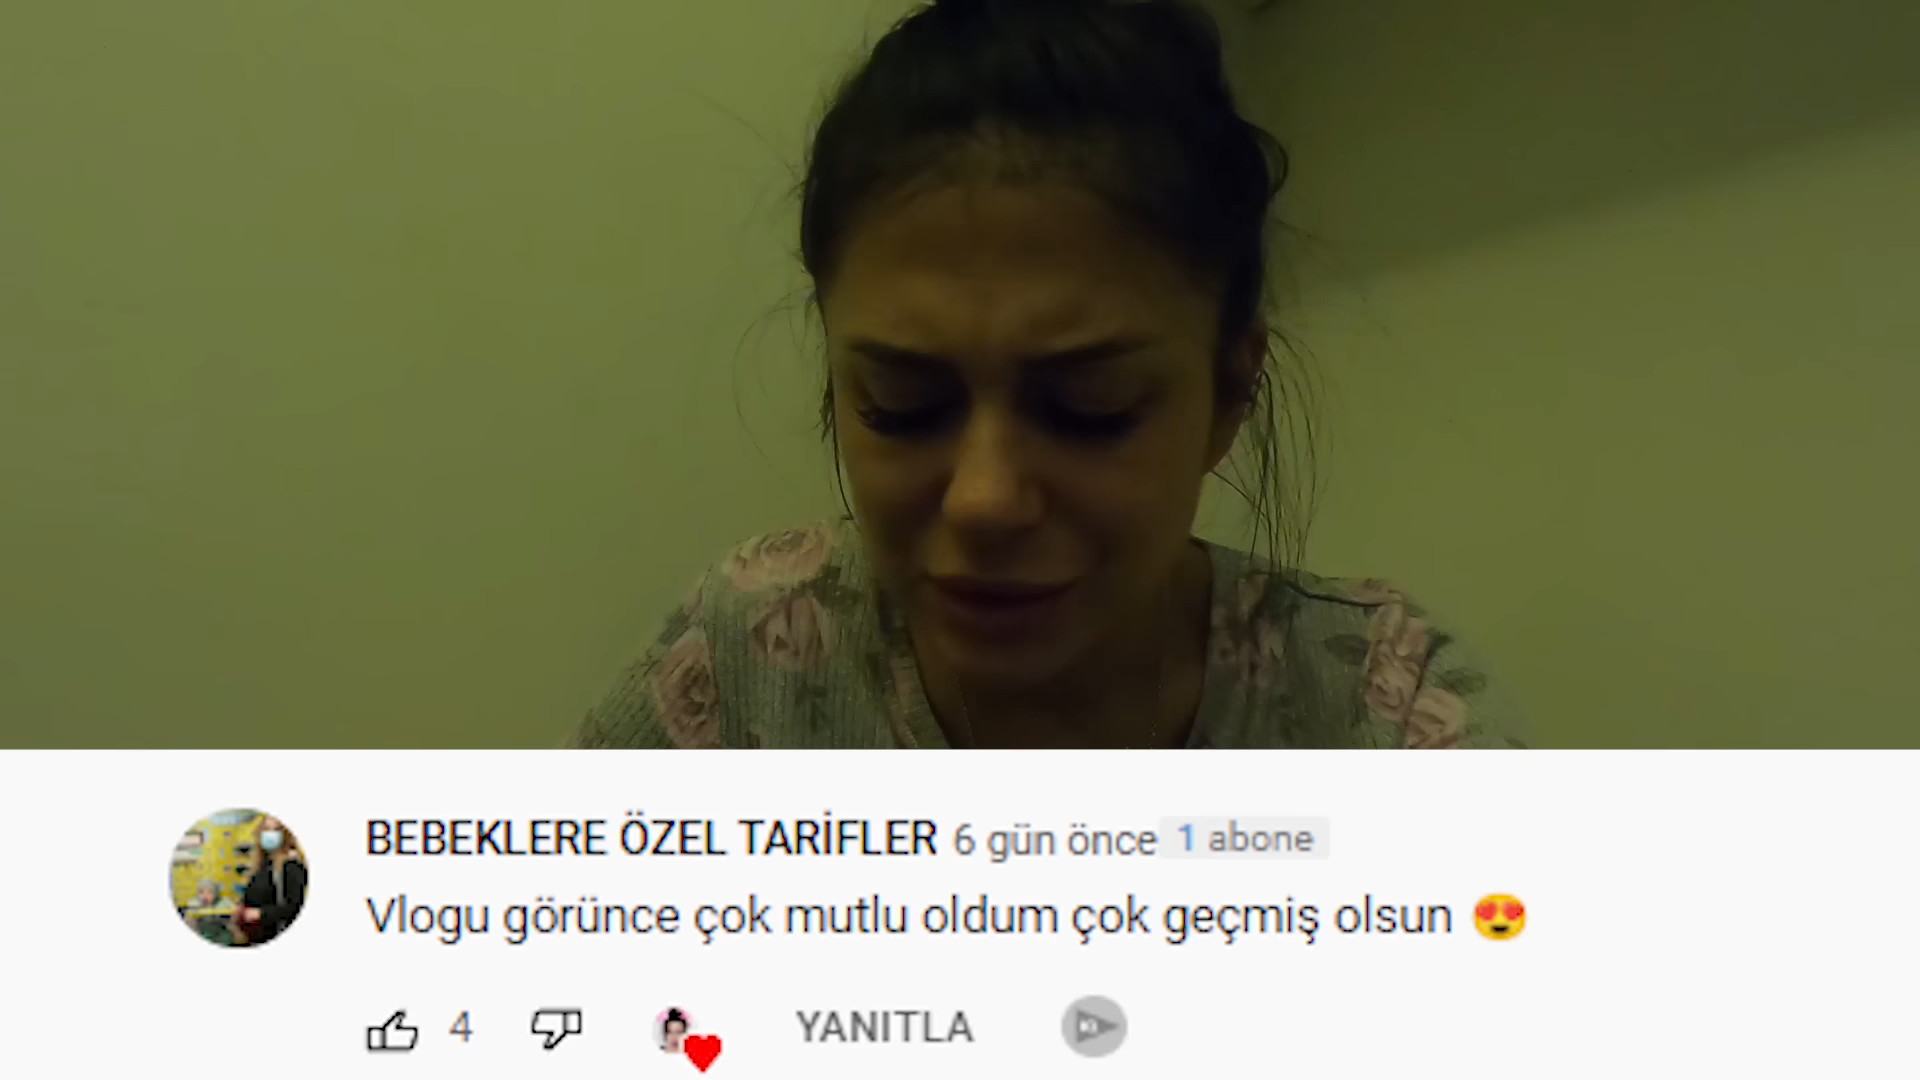 BEBEKLERE ÖZEL TARİFLER 6 gün önce 1 abone
Vlogu görünce çok mutlu oldum çok geçmiş olsun 😍
4 YANITLA